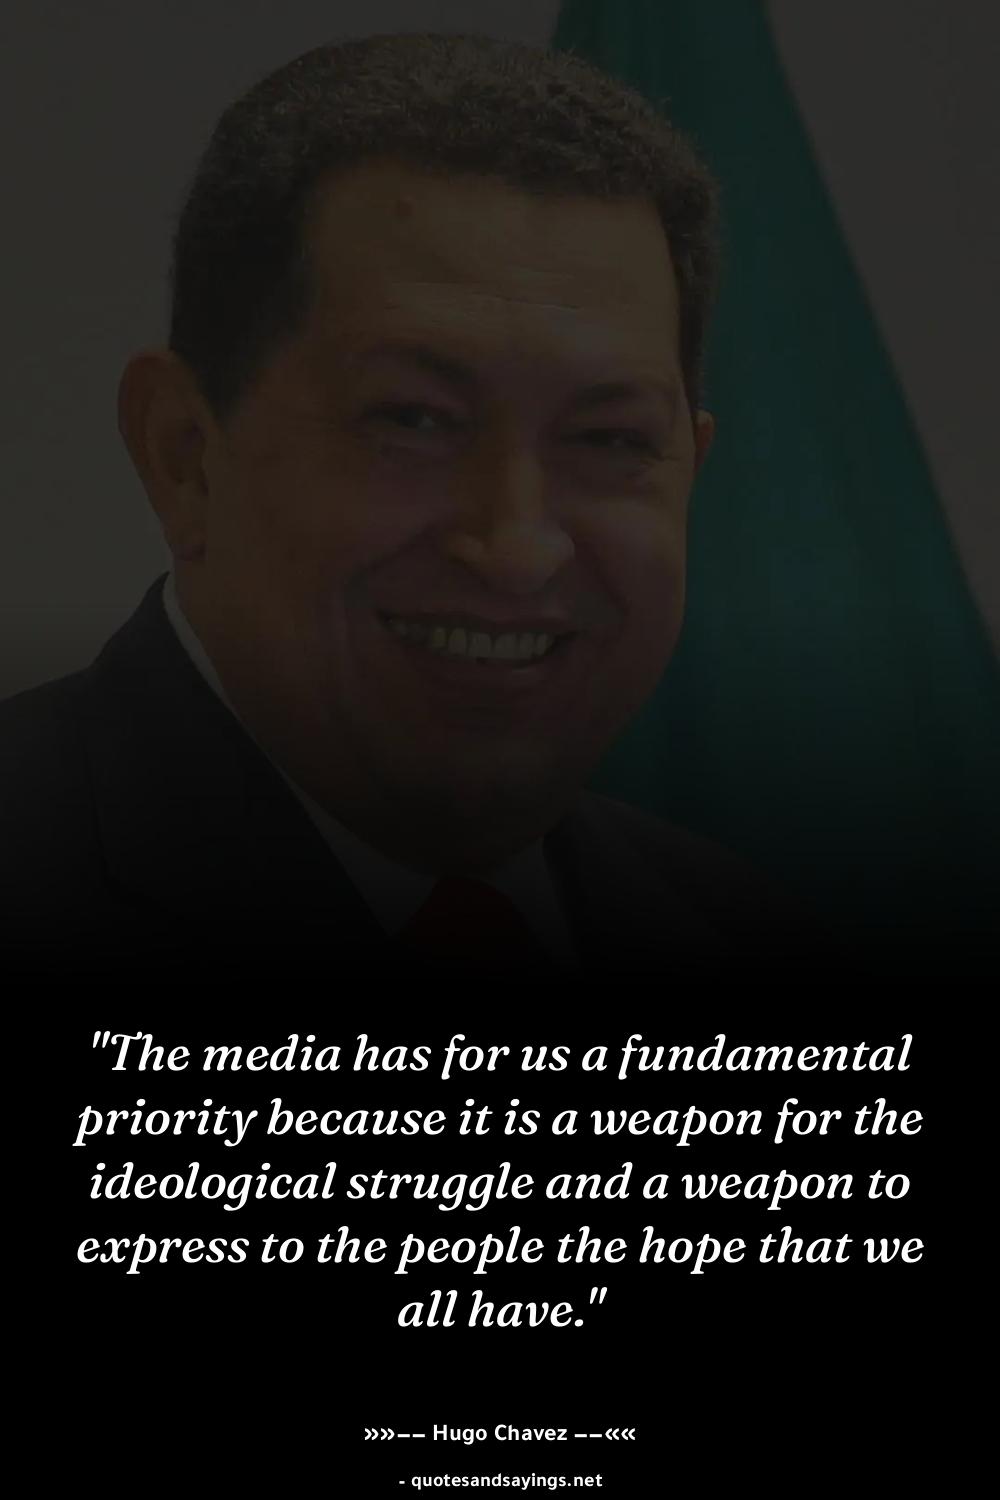 "The media has for us a fundamental
priority because it is a weapon for the
ideological struggle and a weapon to
express to the people the hope that we
all have."
»»−− Hugo Chavez −−««
- quotesandsayings.net